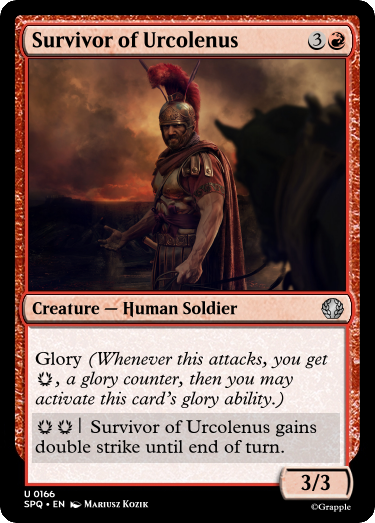 Survivor of Urcolenus 3
Creature — Human Soldier
Glory (Whenever this attacks, you get
, a glory counter, then you may
activate this card's glory ability.)
| Survivor of Urcolenus gains
double strike until end of turn.
3/3
U 0166
SPQ • EN Mariusz Kozik
©Grapple